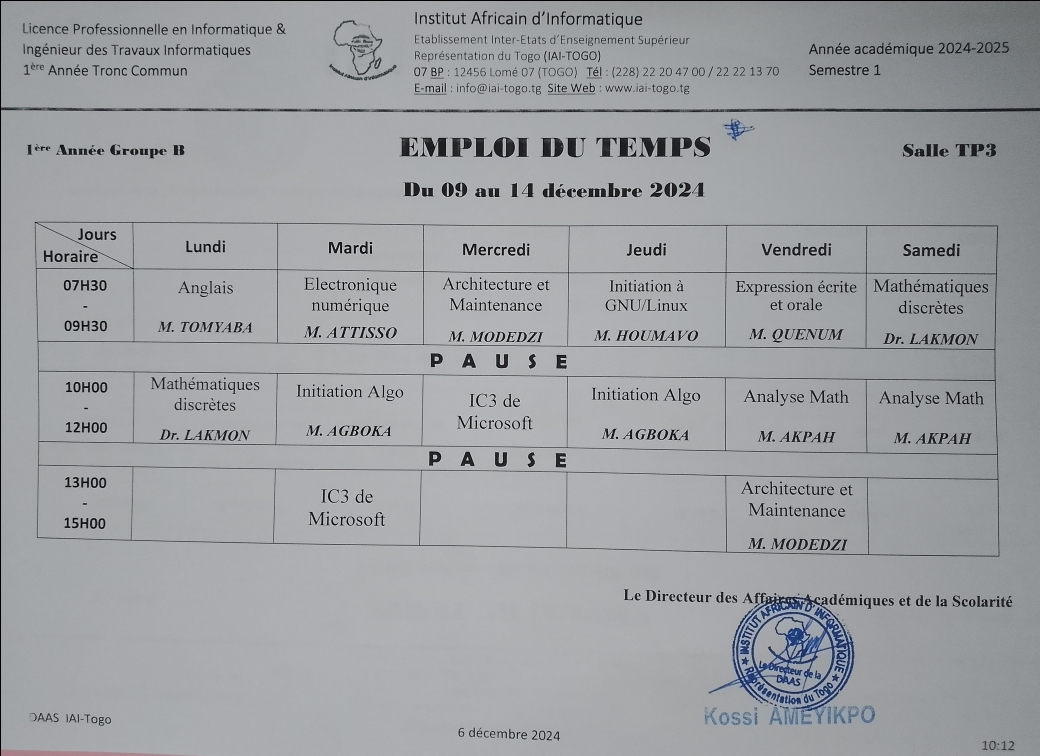 Licence Professionnelle en Informatique &
Ingénieur des Travaux Informatiques
1ère Année Tronc Commun
Institut Africain d'Informatique
Etablissement Inter-Etats d'Enseignement Supérieur
Représentation du Togo (IAI-TOGO)
07 BP : 12456 Lomé 07 (TOGO) Tél : (228) 22 20 47 00 / 22 22 13 70
E-mail : info@iai-togo.tg Site Web : www.iai-togo.tg
Année académique 2024-2025
Semestre 1
1ère Année Groupe B
EMPLOI DU TEMPS
Salle TP3
Du 09 au 14 décembre 2024
Jours
Horaire
Lundi
Mardi
Mercredi
Jeudi
Vendredi
Samedi
07H30
-
09H30
Anglais
M. TOMYABA
Electronique
numérique
M. ATTISSO
Architecture et
Maintenance
M. MODEDZI
Initiation à
GNU/Linux
M. HOUMAVO
Expression écrite
et orale
M. QUENUM
Mathématiques
discrètes
Dr. LAKMON
P A U S E
10H00
-
12H00
Mathématiques
discrètes
Dr. LAKMON
Initiation Algo
M. AGBOKA
IC3 de
Microsoft
Initiation Algo
M. AGBOKA
Analyse Math
M. AKPAH
Analyse Math
M. AKPAH
P A U S E
13H00
-
15H00
IC3 de
Microsoft
Architecture et
Maintenance
M. MODEDZI
Le Directeur des Affaires Académiques et de la Scolarité
INSTITUT AFRICAIN D'INFORMATIQUE
Le Directeur de la
DAAS
Représentation du Togo
Kossi AMEYIKPO
DAAS IAI-Togo
6 décembre 2024
10:12